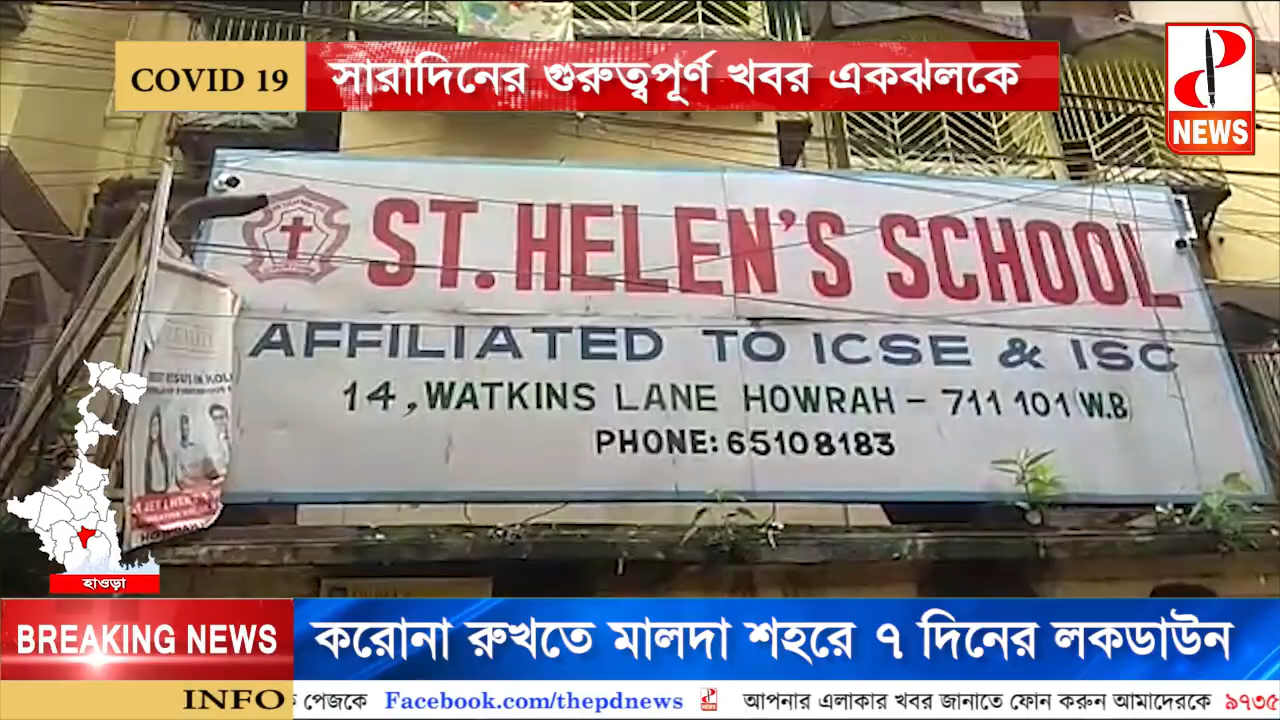 COVID 19 সারাদিনের গুরুত্বপূর্ণ খবর একঝলকে
NEWS
ST. HELEN'S SCHOOL
AFFILIATED TO ICSE & ISC
14, WATKINS LANE HOWRAH - 711 101 (W.B)
PHONE: 65108183
হাওড়া
BREAKING NEWS করোনা রুখতে মালদা শহরে ৭ দিনের লকডাউন
INFO পেজকে Facebook.com/thepdnews NEWS আপনার এলাকার খবর জানাতে ফোন করুন আমাদেরকে ৯৭৩৫